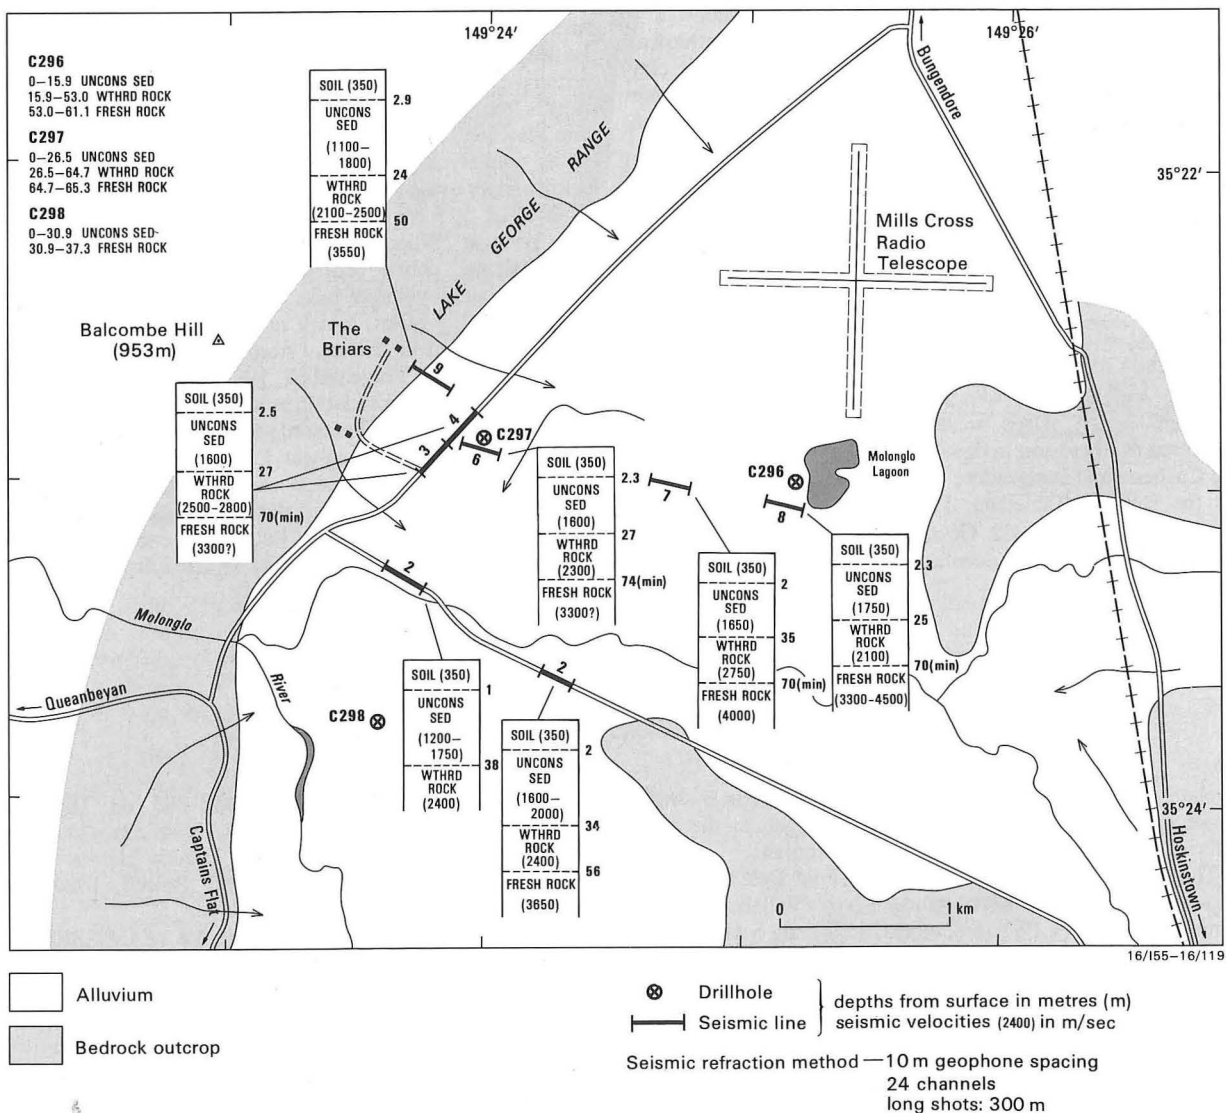 149°24′
149°26′
C296
0–15.9 UNCONS SED
15.9–53.0 WTHRD ROCK
53.0–61.1 FRESH ROCK
C297
0–26.5 UNCONS SED
26.5–64.7 WTHRD ROCK
64.7–65.3 FRESH ROCK
C298
0–30.9 UNCONS SED-
30.9–37.3 FRESH ROCK
SOIL (350)
2.9
UNCONS
SED
(1100–
1800)
24
WTHRD
ROCK
(2100–2500)
50
FRESH ROCK
(3550)
LAKE GEORGE RANGE
Bungendore
35°22′
Mills Cross
Radio
Telescope
Balcombe Hill
(953m)
The
Briars
9
4
3
C297
6
7
C296
8
Molonglo
Lagoon
SOIL (350)
2.5
UNCONS
SED
(1600)
27
WTHRD
ROCK
(2500–2800)
70(min)
FRESH ROCK
(3300?)
SOIL (350)
2.3
UNCONS
SED
(1600)
27
WTHRD
ROCK
(2300)
74(min)
FRESH ROCK
(3300?)
SOIL (350)
2
UNCONS
SED
(1650)
35
WTHRD
ROCK
(2750)
70(min)
FRESH ROCK
(4000)
SOIL (350)
2.3
UNCONS
SED
(1750)
25
WTHRD
ROCK
(2100)
70(min)
FRESH ROCK
(3300–4500)
2
2
Molonglo
River
Queanbeyan
C298
Captains Flat
SOIL (350)
1
UNCONS
SED
(1200–
1750)
38
WTHRD
ROCK
(2400)
SOIL (350)
2
UNCONS
SED
(1600–
2000)
34
WTHRD
ROCK
(2400)
56
FRESH ROCK
(3650)
35°24′
Hoskinstown
0 1 km
16/I55–16/119
Alluvium
Bedrock outcrop
Drillhole
Seismic line
depths from surface in metres (m)
seismic velocities (2400) in m/sec
Seismic refraction method — 10 m geophone spacing
24 channels
long shots: 300 m